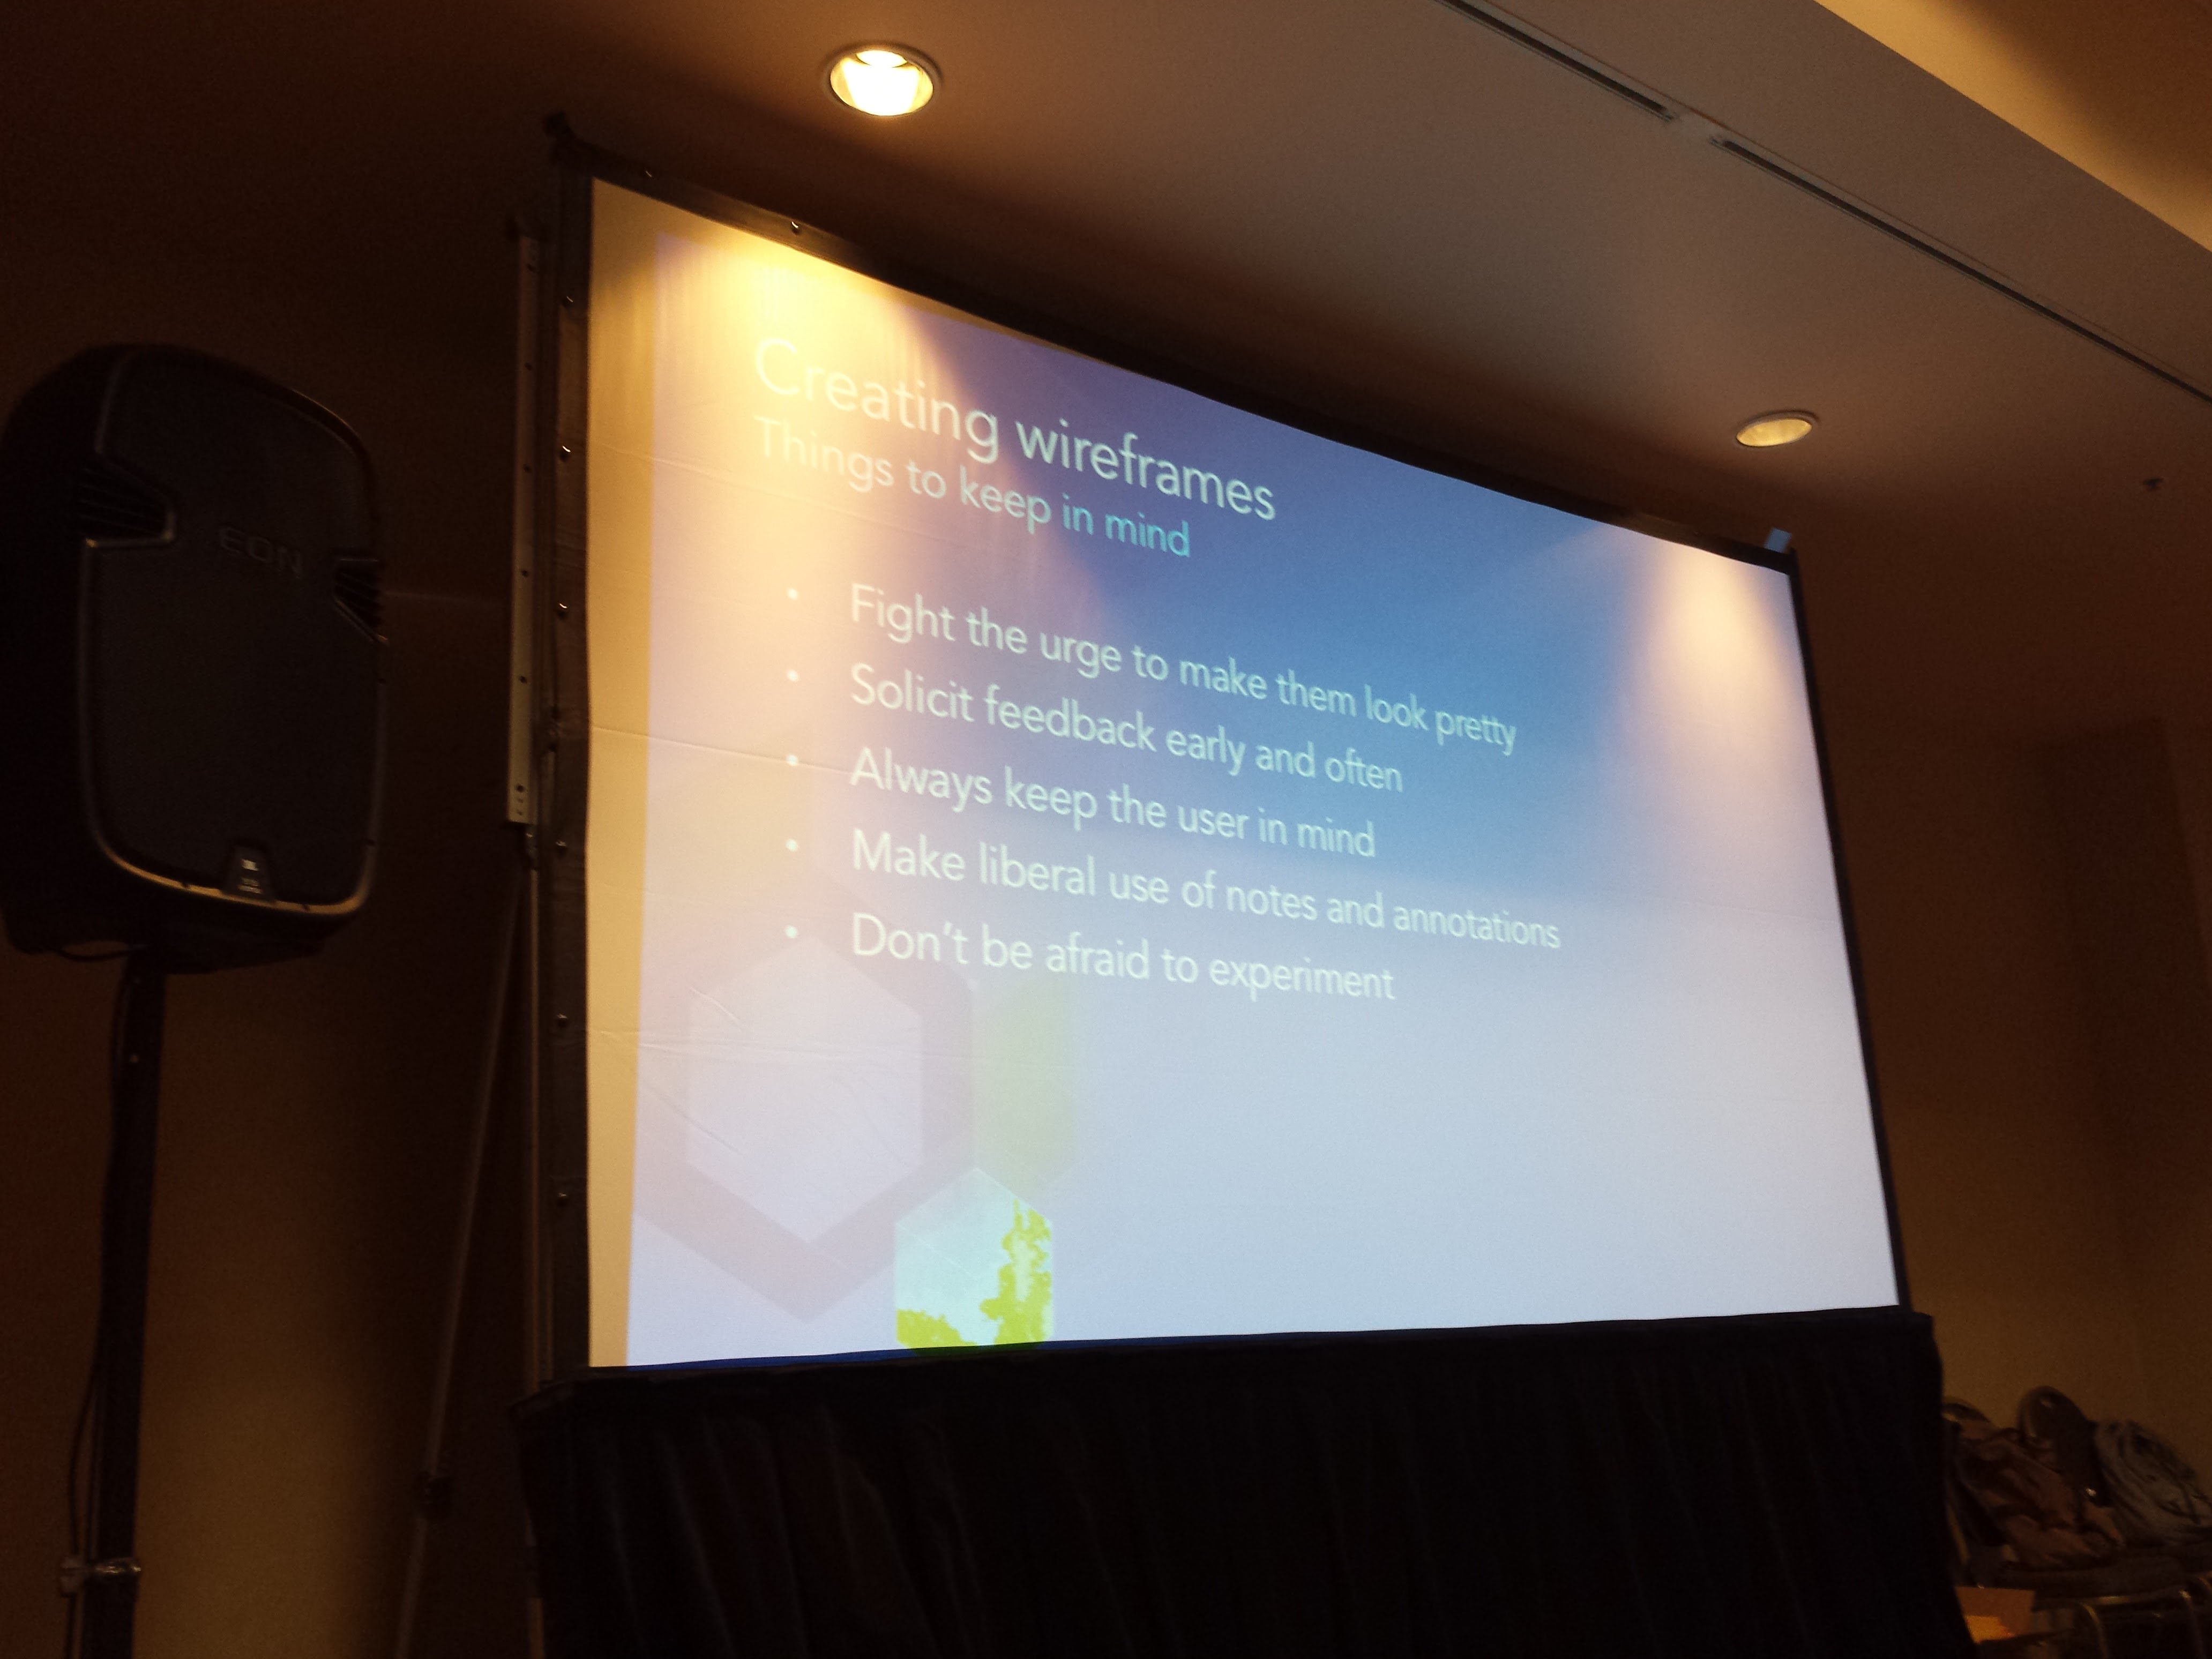 Creating wireframes
Things to keep in mind
• Fight the urge to make them look pretty
• Solicit feedback early and often
• Always keep the user in mind
• Make liberal use of notes and annotations
• Don't be afraid to experiment
EON